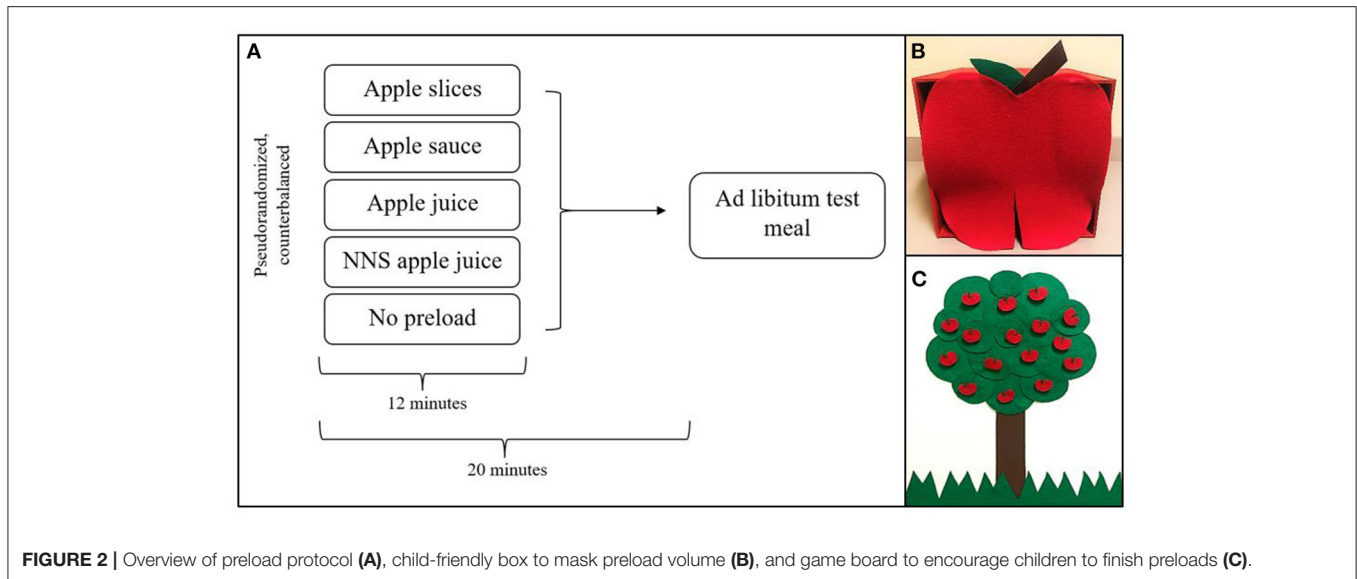 A
Pseudorandomized,
counterbalanced
Apple slices
Apple sauce
Apple juice
NNS apple juice
No preload
12 minutes
20 minutes
Ad libitum test
meal
B
C
FIGURE 2 | Overview of preload protocol (A), child-friendly box to mask preload volume (B), and game board to encourage children to finish preloads (C).